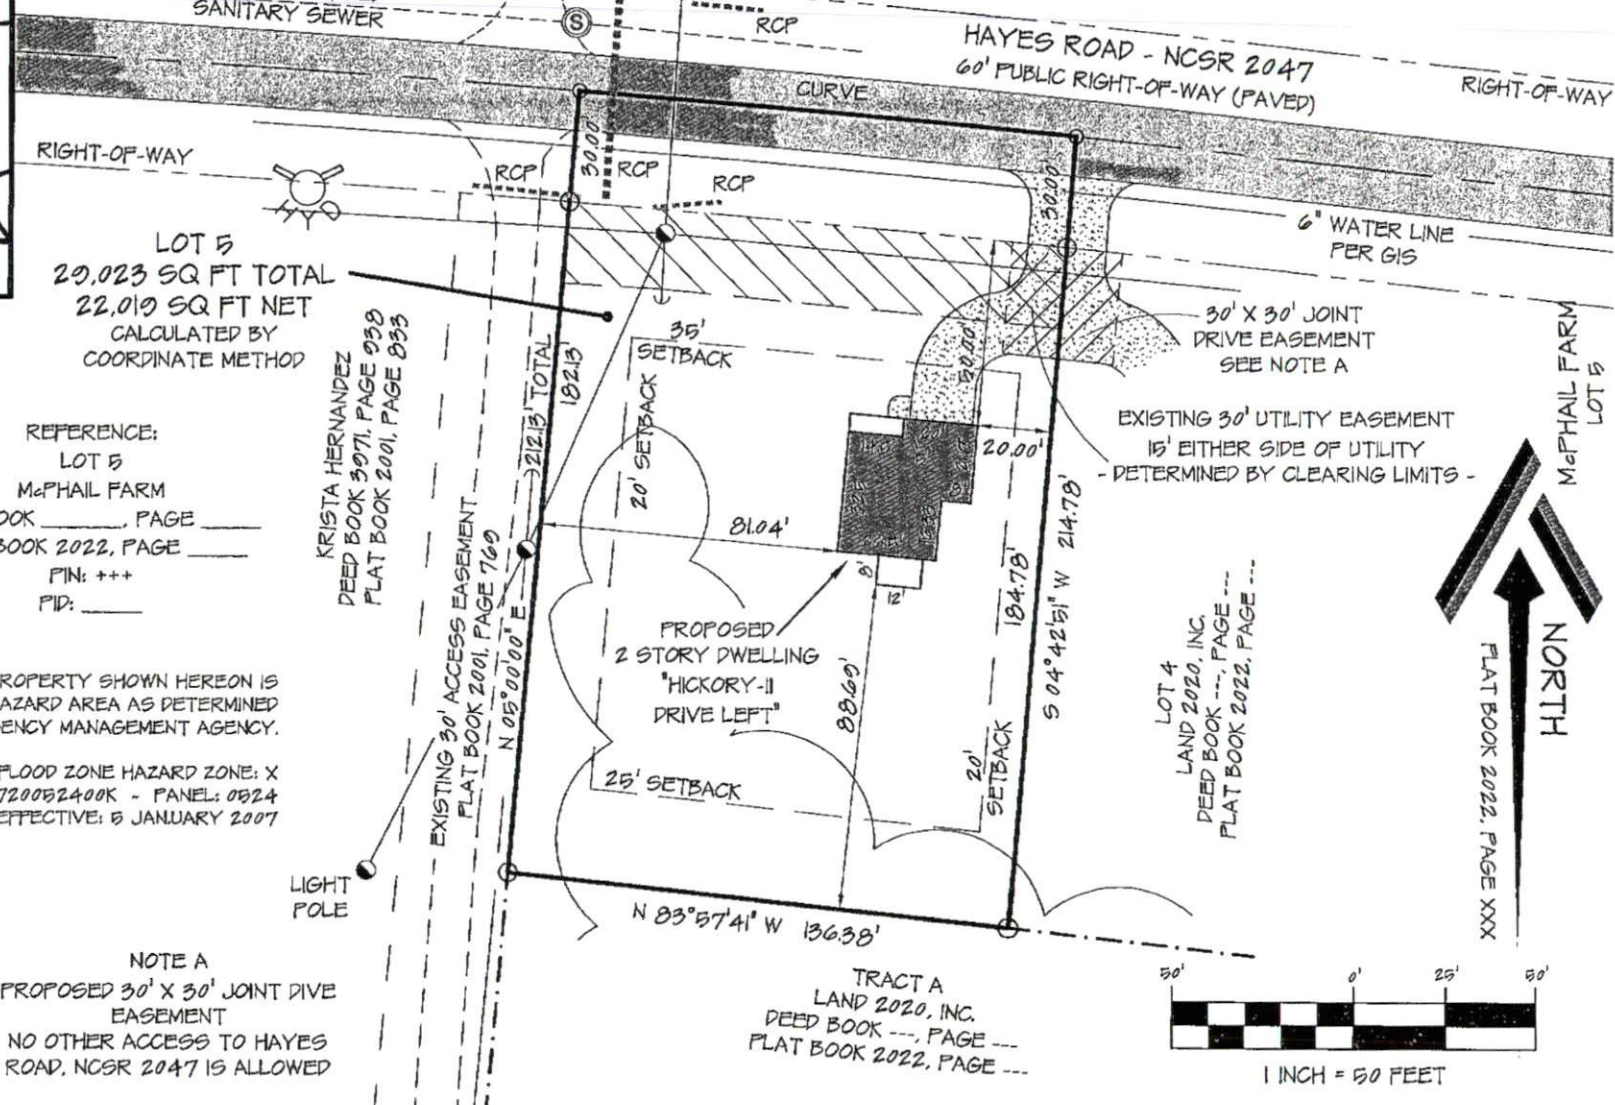 SANITARY SEWER
S
RCP
HAYES ROAD - NCSR 2047
60' PUBLIC RIGHT-OF-WAY (PAVED)
RIGHT-OF-WAY
CURVE
RIGHT-OF-WAY
HYD
RCP
30.00'
RCP
RCP
30.00'
6" WATER LINE
PER GIS
LOT 5
29,023 SQ FT TOTAL
22,019 SQ FT NET
CALCULATED BY
COORDINATE METHOD
30' X 30' JOINT
DRIVE EASEMENT
SEE NOTE A
35'
SETBACK
20' SETBACK
182.13'
212.13' TOTAL
50.00'
20.00'
EXISTING 30' UTILITY EASEMENT
15' EITHER SIDE OF UTILITY
- DETERMINED BY CLEARING LIMITS -
McPHAIL FARM
LOT 5
REFERENCE:
LOT 5
McPHAIL FARM
OOK ______, PAGE _____
BOOK 2022, PAGE _____
PIN: +++
PID: _____
KRISTA HERNANDEZ
DEED BOOK 3971, PAGE 938
PLAT BOOK 2001, PAGE 833
EXISTING 30' ACCESS EASEMENT
PLAT BOOK 2001, PAGE 769
N 05°00'00" E
81.04'
8'
12'
PROPOSED
2 STORY DWELLING
"HICKORY-II
DRIVE LEFT"
88.69'
184.78'
S 04°42'51" W 214.78'
20'
SETBACK
25' SETBACK
LOT 4
LAND 2020, INC.
DEED BOOK ---, PAGE ---
PLAT BOOK 2022, PAGE ---
NORTH
PLAT BOOK 2022, PAGE XXX
ROPERTY SHOWN HEREON IS
AZARD AREA AS DETERMINED
ENCY MANAGEMENT AGENCY.
FLOOD ZONE HAZARD ZONE: X
720052400K - PANEL: 0524
EFFECTIVE: 5 JANUARY 2007
LIGHT
POLE
N 83°57'41" W 136.38'
NOTE A
PROPOSED 30' X 30' JOINT DIVE
EASEMENT
NO OTHER ACCESS TO HAYES
ROAD, NCSR 2047 IS ALLOWED
TRACT A
LAND 2020, INC.
DEED BOOK ---, PAGE ---
PLAT BOOK 2022, PAGE ---
50' 0' 25' 50'
1 INCH = 50 FEET